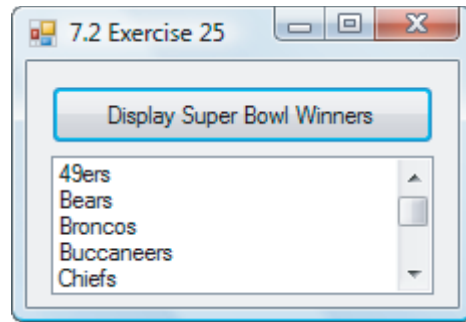 7.2 Exercise 25
Display Super Bowl Winners
49ers
Bears
Broncos
Buccaneers
Chiefs